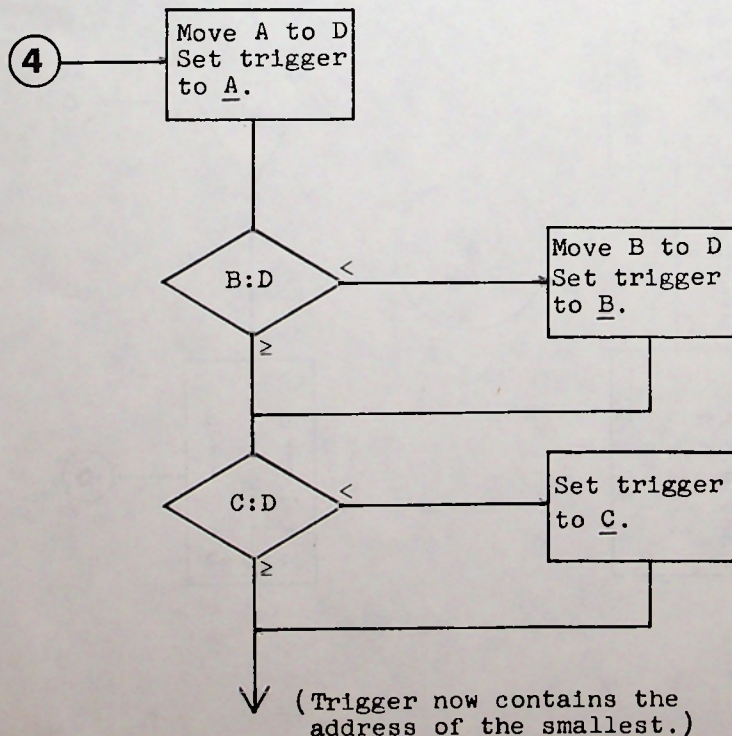 4
Move A to D
Set trigger
to A.
B:D
<
≥
Move B to D
Set trigger
to B.
C:D
<
≥
Set trigger
to C.
(Trigger now contains the
address of the smallest.)